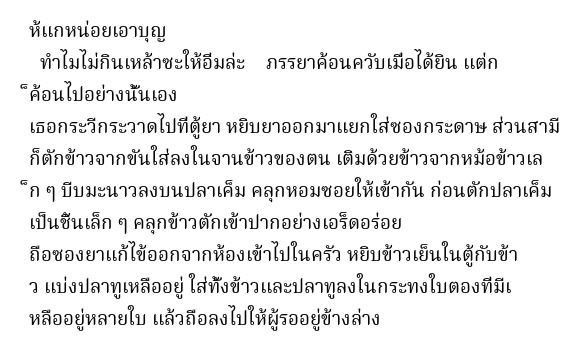 ห้แกหน่อยเอาบุญ
ทำไมไม่กินเหล้าซะให้อิ่มล่ะ    ภรรยาค้อนควับเมื่อได้ยิน แต่ก
็ค้อนไปอย่างนั้นเอง
เธอกระวีกระวาดไปที่ตู้ยา หยิบยาออกมาแยกใส่ซองกระดาษ ส่วนสามี
ก็ตักข้าวจากขันใส่ลงในจานข้าวของตน เติมด้วยข้าวจากหม้อข้าวเล
็ก ๆ บีบมะนาวลงบนปลาเค็ม คลุกหอมซอยให้เข้ากัน ก่อนตักปลาเค็ม
เป็นชิ้นเล็ก ๆ คลุกข้าวตักเข้าปากอย่างเอร็ดอร่อย
ถือซองยาแก้ไข้ออกจากห้องเข้าไปในครัว หยิบข้าวเย็นในตู้กับข้า
ว แบ่งปลาทูเหลืออยู่ ใส่ทั้งข้าวและปลาทูลงในกระทงใบตองที่มีเ
หลืออยู่หลายใบ แล้วถือลงไปให้ผู้รออยู่ข้างล่าง